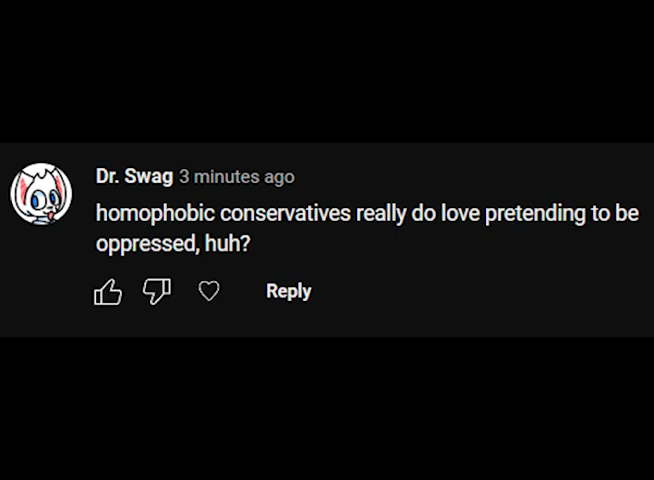 Dr. Swag 3 minutes ago
homophobic conservatives really do love pretending to be
oppressed, huh?
Reply